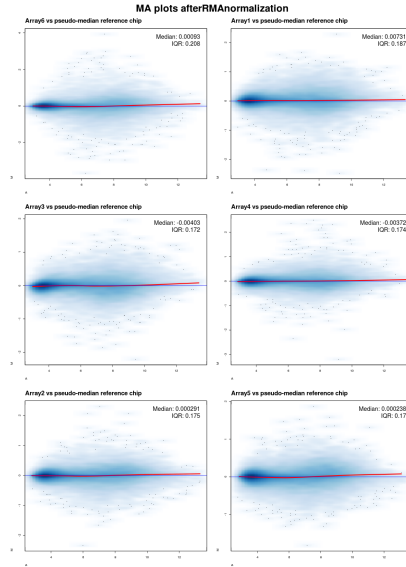 MA plots afterRMAnormalization
Array6 vs pseudo-median reference chip
Median: 0.00093
IQR: 0.208
Array1 vs pseudo-median reference chip
Median: 0.00731
IQR: 0.187
Array3 vs pseudo-median reference chip
Median: -0.00403
IQR: 0.172
Array4 vs pseudo-median reference chip
Median: -0.00372
IQR: 0.174
Array2 vs pseudo-median reference chip
Median: 0.000291
IQR: 0.175
Array5 vs pseudo-median reference chip
Median: 0.000238
IQR: 0.17